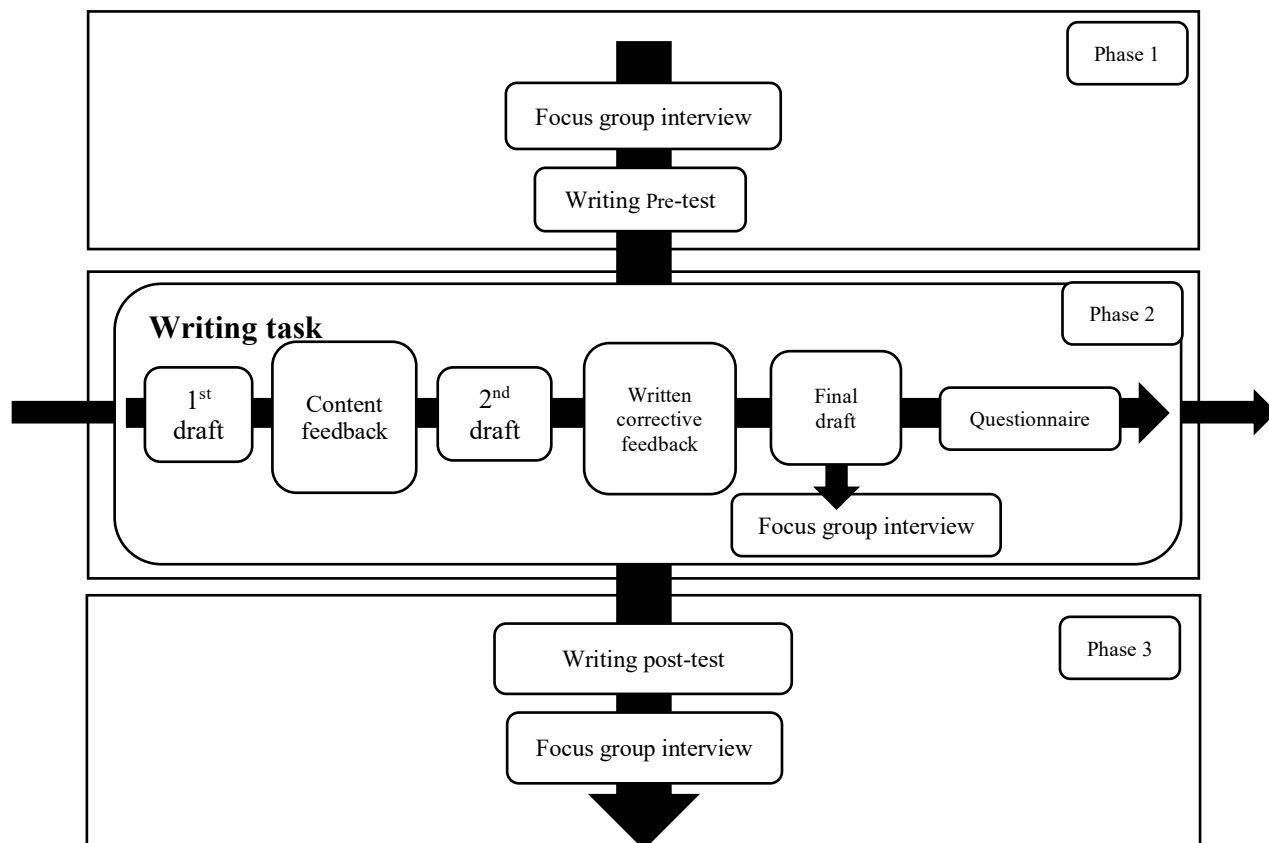 Phase 1
Focus group interview
Writing Pre-test
Phase 2
Writing task
1st
draft
Content
feedback
2nd
draft
Written
corrective
feedback
Final
draft
Questionnaire
Focus group interview
Phase 3
Writing post-test
Focus group interview